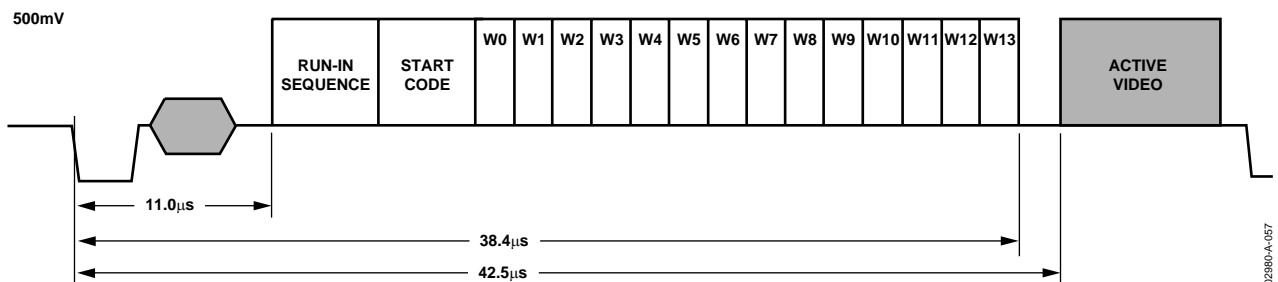 500mV
RUN-IN
SEQUENCE
START
CODE
W0 W1 W2 W3 W4 W5 W6 W7 W8 W9 W10 W11 W12 W13
ACTIVE
VIDEO
11.0μs
38.4μs
42.5μs
02980-A-057